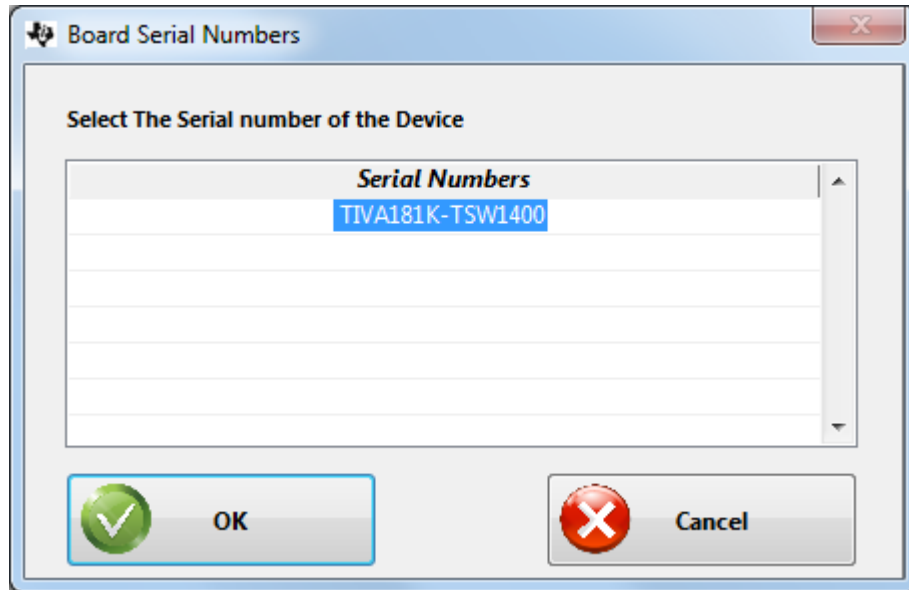 Board Serial Numbers
Select The Serial number of the Device
Serial Numbers
TIVA181K-TSW1400
OK
Cancel